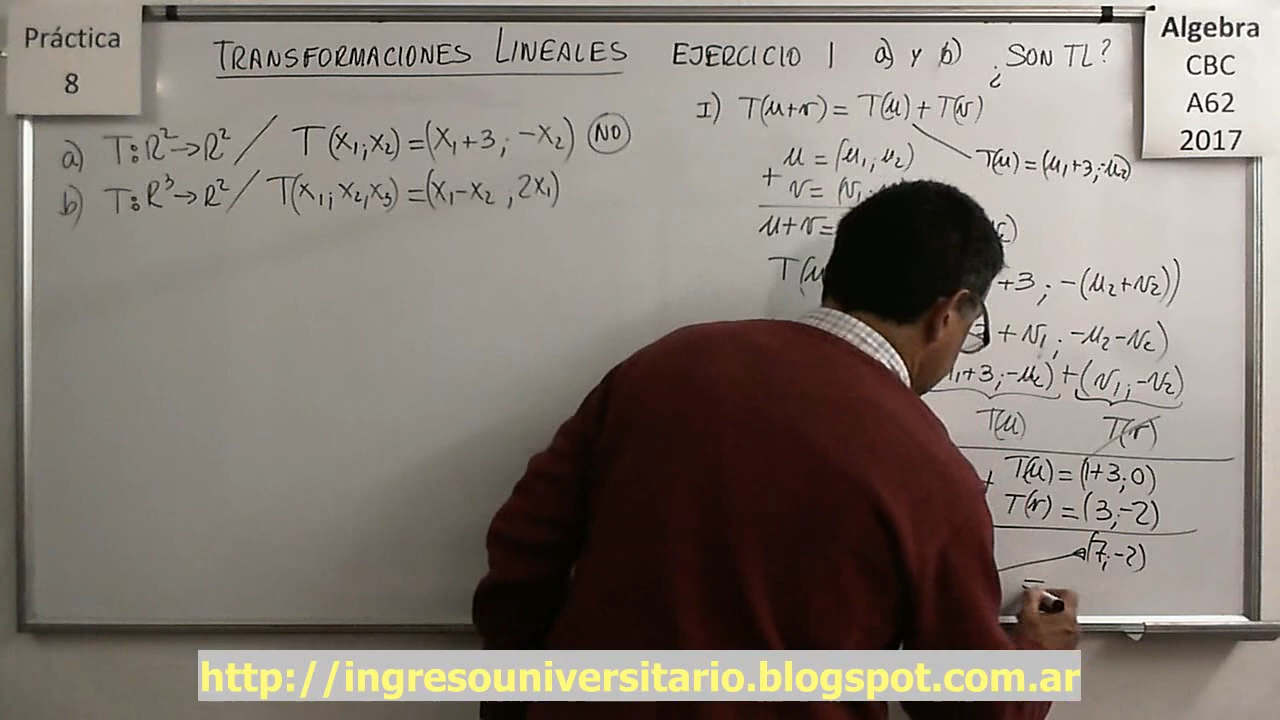 Práctica
8
TRANSFORMACIONES LINEALES EJERCICIO 1 a) y b) ¿SON TL?
Algebra
CBC
A62
2017
a) T:R²→R² / T(X₁;X₂)=(X₁+3; -X₂) NO
b) T:R³→R² / T(X₁;X₂,X₃)=(X₁-X₂, 2X₁)
I) T(u+v)= T(u)+T(v)
u=(u₁;u₂)
T(u)=(u₁+3;-u₂)
+ v=(v₁;
u+v=
T(u
+3; -(u₂+v₂))
+v₁; -u₂-v₂)
₁+3;-u₂)+(v₁;-v₂)
T(u) T(v)
+ T(u)=(1+3;0)
T(v)=(3;-2)
(7;-2)
http://ingresouniversitario.blogspot.com.ar